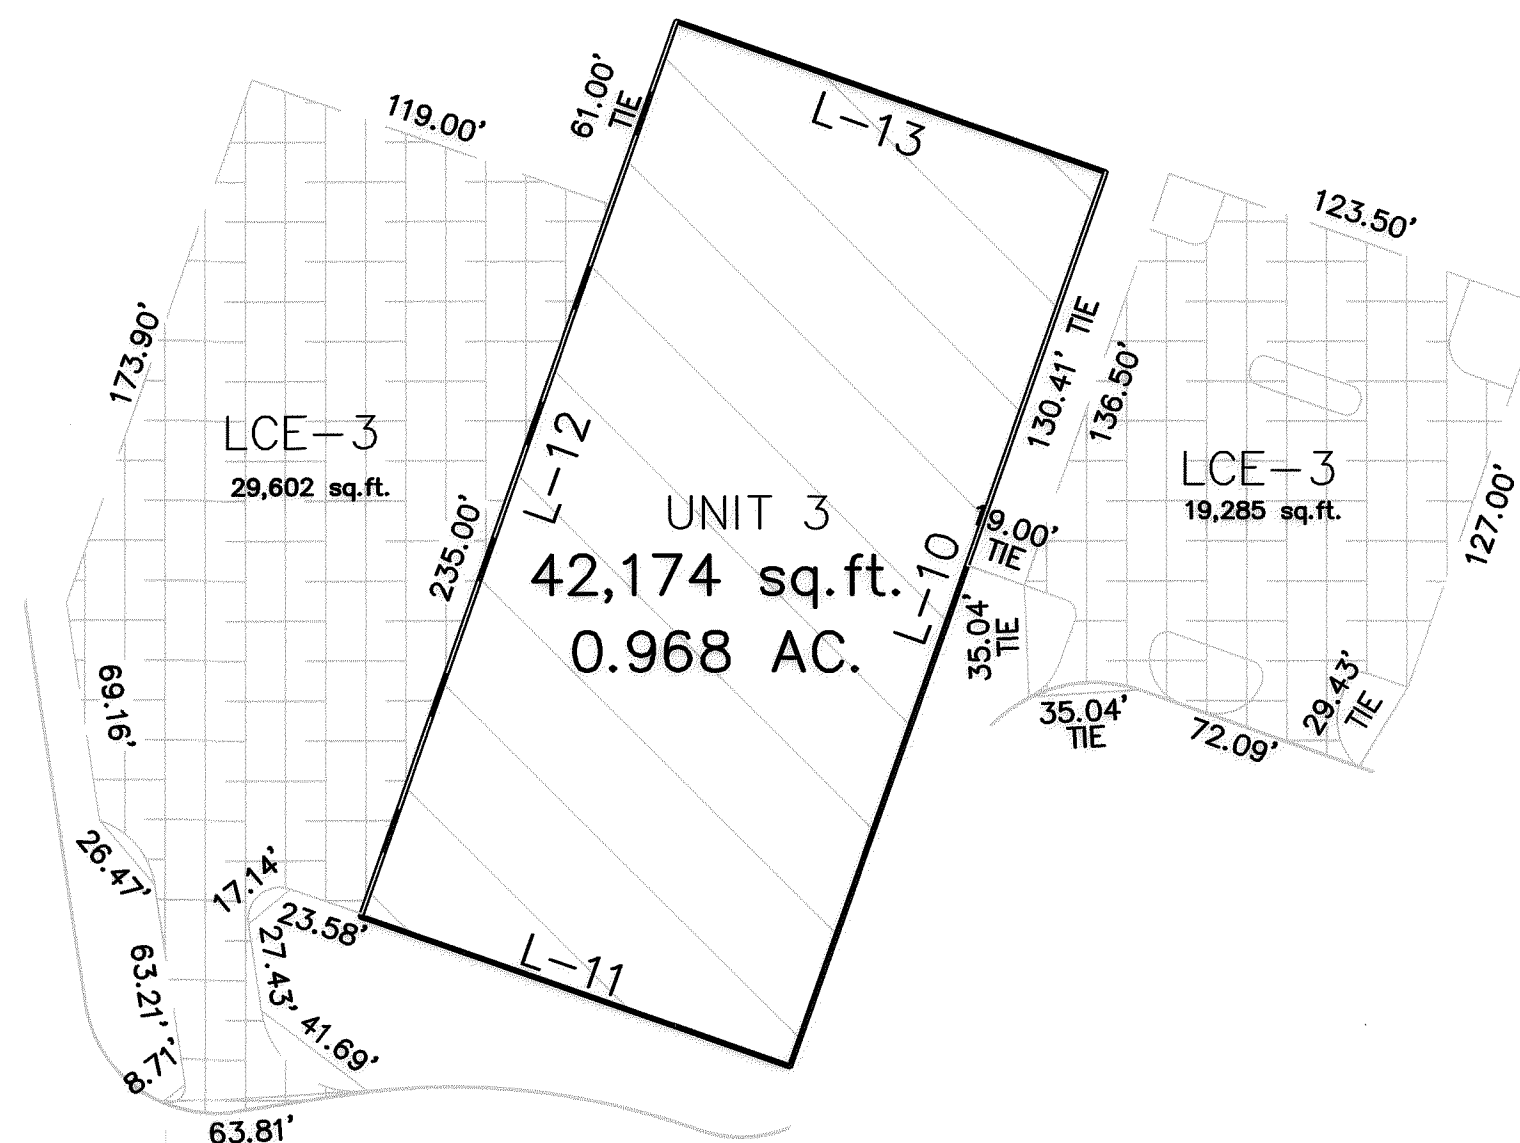 61.00'
TIE
119.00'
L-13
123.50'
173.90'
130.41' TIE
136.50'
LCE-3
29,602 sq.ft.
L-12
235.00'
UNIT 3
42,174 sq.ft.
0.968 AC.
L-10
19.00'
TIE
LCE-3
19,285 sq.ft.
127.00'
35.04'
TIE
35.04'
TIE
72.09'
29.43'
TIE
69.16'
26.47'
17.14'
23.58'
27.43'
63.21'
41.69'
8.71'
63.81'
L-11